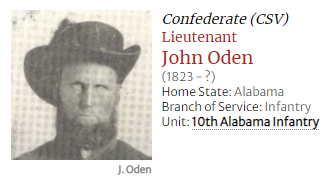 Confederate (CSV)
Lieutenant
John Oden
(1823 - ?)
Home State: Alabama
Branch of Service: Infantry
Unit: 10th Alabama Infantry
J. Oden